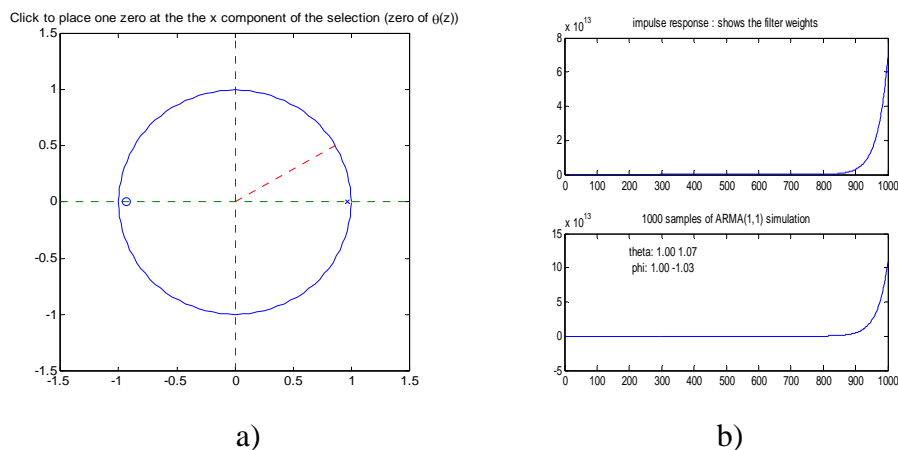 Click to place one zero at the the x component of the selection (zero of θ(z))
1.5
1
0.5
0
-0.5
-1
-1.5
-1.5 -1 -0.5 0 0.5 1 1.5
a)
impulse response : shows the filter weights
x 10^13
8
6
4
2
0
0 100 200 300 400 500 600 700 800 900 1000
1000 samples of ARMA(1,1) simulation
x 10^13
15
10
5
0
-5
theta: 1.00 1.07
phi: 1.00 -1.03
0 100 200 300 400 500 600 700 800 900 1000
b)